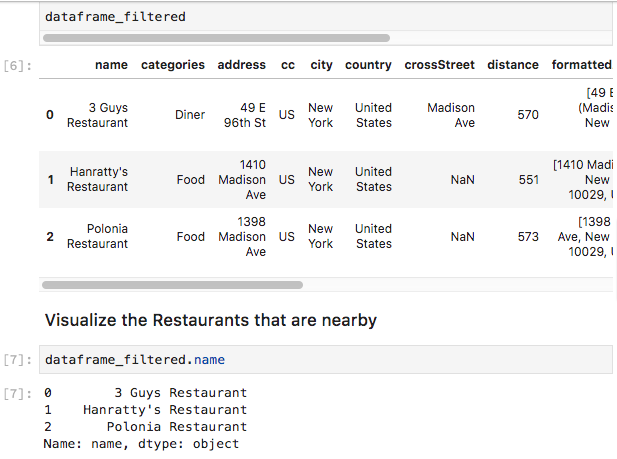 dataframe_filtered
[6]:
name categories address cc city country crossStreet distance formatted
[49 E
0 3 Guys Restaurant Diner 49 E 96th St US New York United States Madison Ave 570 (Madis
New
1410
[1410 Madi
1 Hanratty's Restaurant Food Madison Ave US New York United States NaN 551 New
10029, U
1398
[1398
2 Polonia Restaurant Food Madison Ave US New York United States NaN 573 Ave, New
10029, U
Visualize the Restaurants that are nearby
[7]: dataframe_filtered.name
[7]: 0 3 Guys Restaurant
1 Hanratty's Restaurant
2 Polonia Restaurant
Name: name, dtype: object